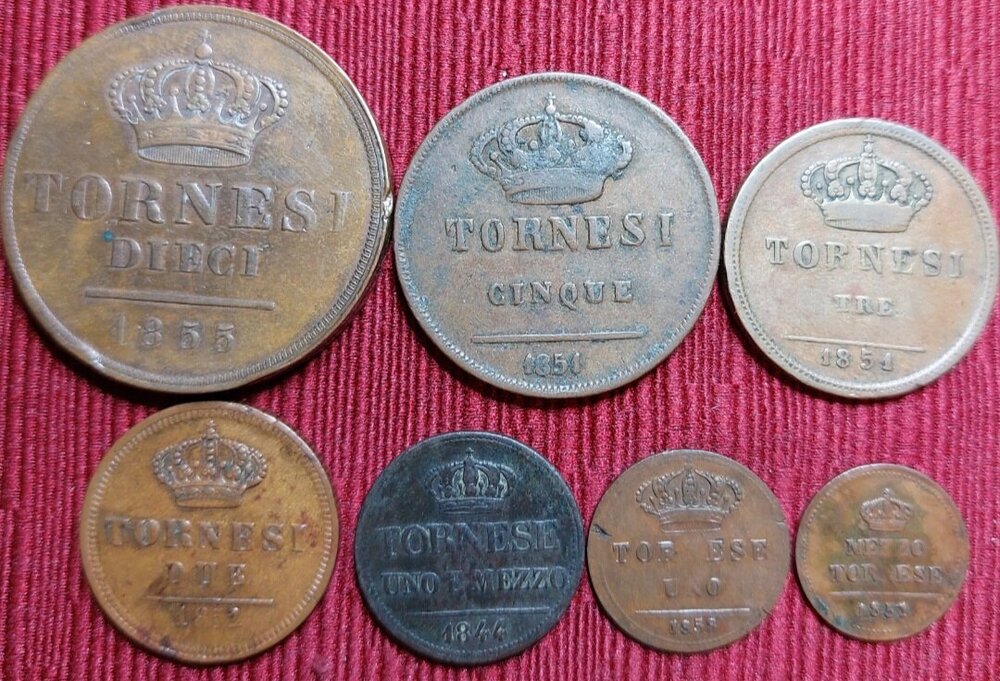 TORNESI
DIECI
1855
TORNESI
CINQUE
1851
TORNESI
TRE
1851
TORNESI
DUE
TORNESE
UNO E MEZZO
1844
TOR ESE
U O
1858
MEZZO
TOR ESE